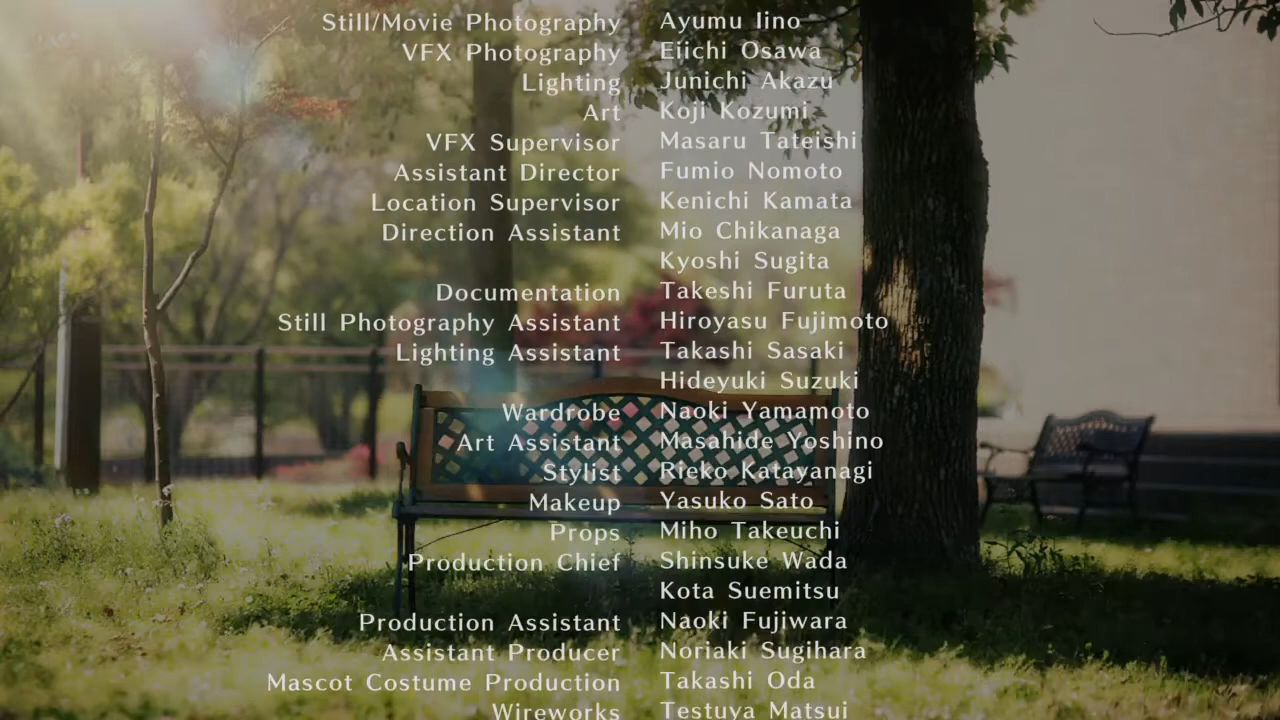 Still/Movie Photography Ayumu Iino
VFX Photography Eiichi Osawa
Lighting Junichi Akazu
Art Koji Kozumi
VFX Supervisor Masaru Tateishi
Assistant Director Fumio Nomoto
Location Supervisor Kenichi Kamata
Direction Assistant Mio Chikanaga
Kyoshi Sugita
Documentation Takeshi Furuta
Still Photography Assistant Hiroyasu Fujimoto
Lighting Assistant Takashi Sasaki
Hideyuki Suzuki
Wardrobe Naoki Yamamoto
Art Assistant Masahide Yoshino
Stylist Rieko Katayanagi
Makeup Yasuko Sato
Props Miho Takeuchi
Production Chief Shinsuke Wada
Kota Suemitsu
Production Assistant Naoki Fujiwara
Assistant Producer Noriaki Sugihara
Mascot Costume Production Takashi Oda
Wireworks Testuya Matsui